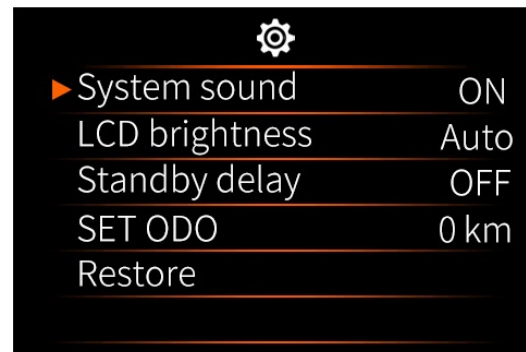 System sound ON
LCD brightness Auto
Standby delay OFF
SET ODO 0 km
Restore